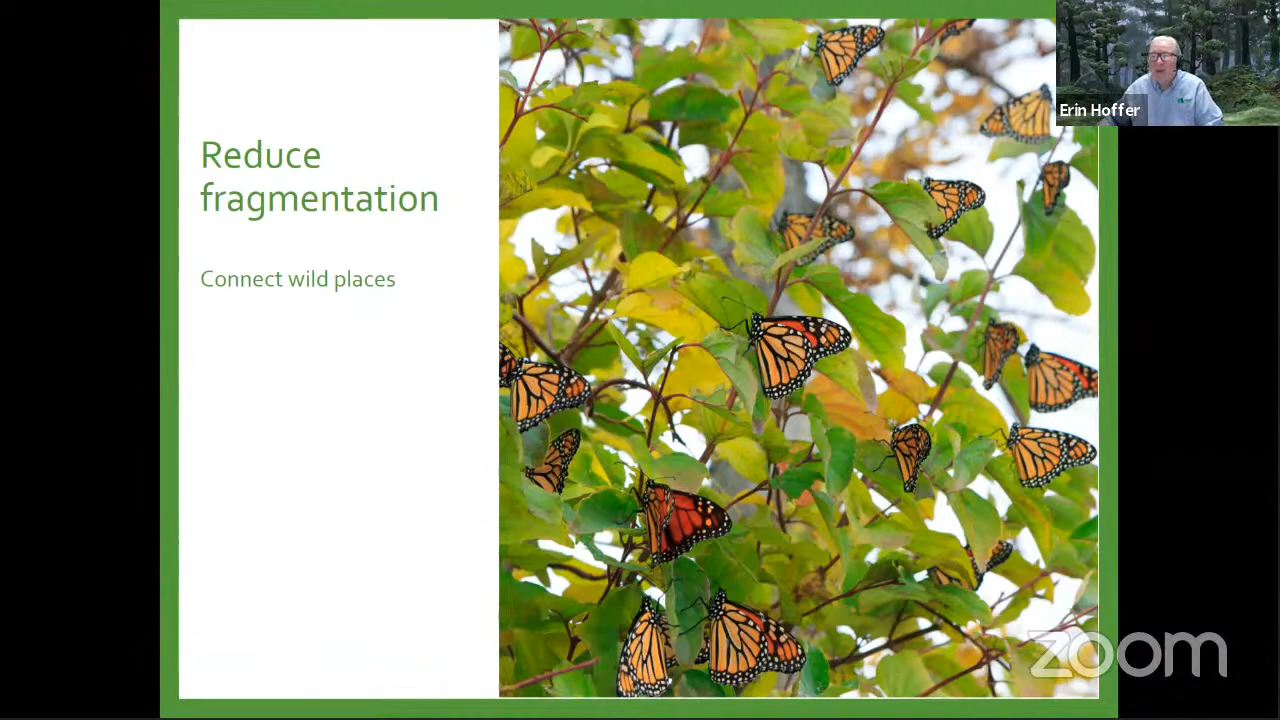 Reduce
fragmentation
Connect wild places
Erin Hoffer
zoom